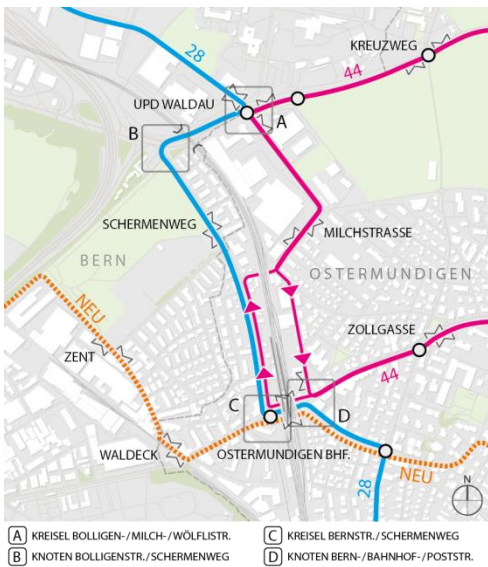 KREUZWEG
28
44
UPD WALDAU
A
B
SCHERMENWEG
MILCHSTRASSE
BERN
OSTERMUNDIGEN
NEU
ZOLLGASSE
ZENT
44
C
D
WALDECK
OSTERMUNDIGEN BHF.
NEU
28
N
A KREISEL BOLLIGEN-/MILCH-/WÖLFLISTR.
B KNOTEN BOLLIGENSTR./SCHERMENWEG
C KREISEL BERNSTR./SCHERMENWEG
D KNOTEN BERN-/BAHNHOF-/POSTSTR.